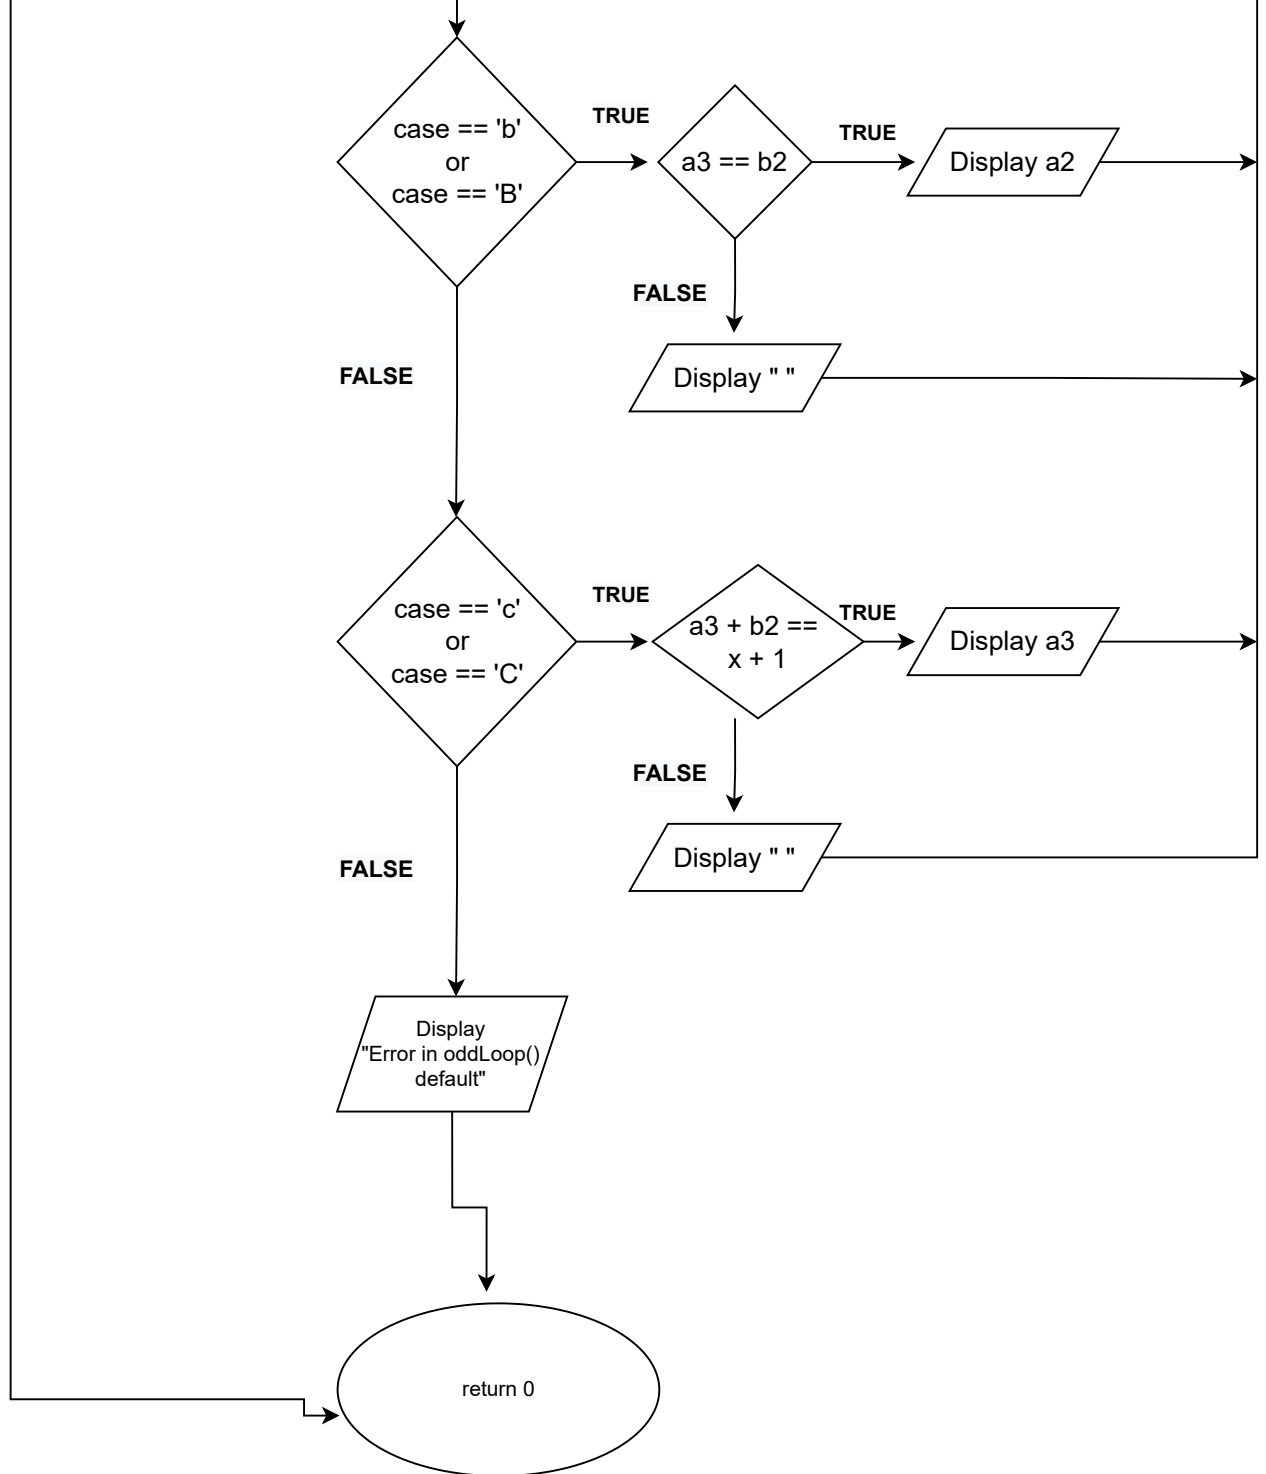 case == 'b'
or
case == 'B'
TRUE
a3 == b2
TRUE
Display a2
FALSE
Display " "
FALSE
case == 'c'
or
case == 'C'
TRUE
a3 + b2 ==
x + 1
TRUE
Display a3
FALSE
Display " "
FALSE
Display
"Error in oddLoop()
default"
return 0